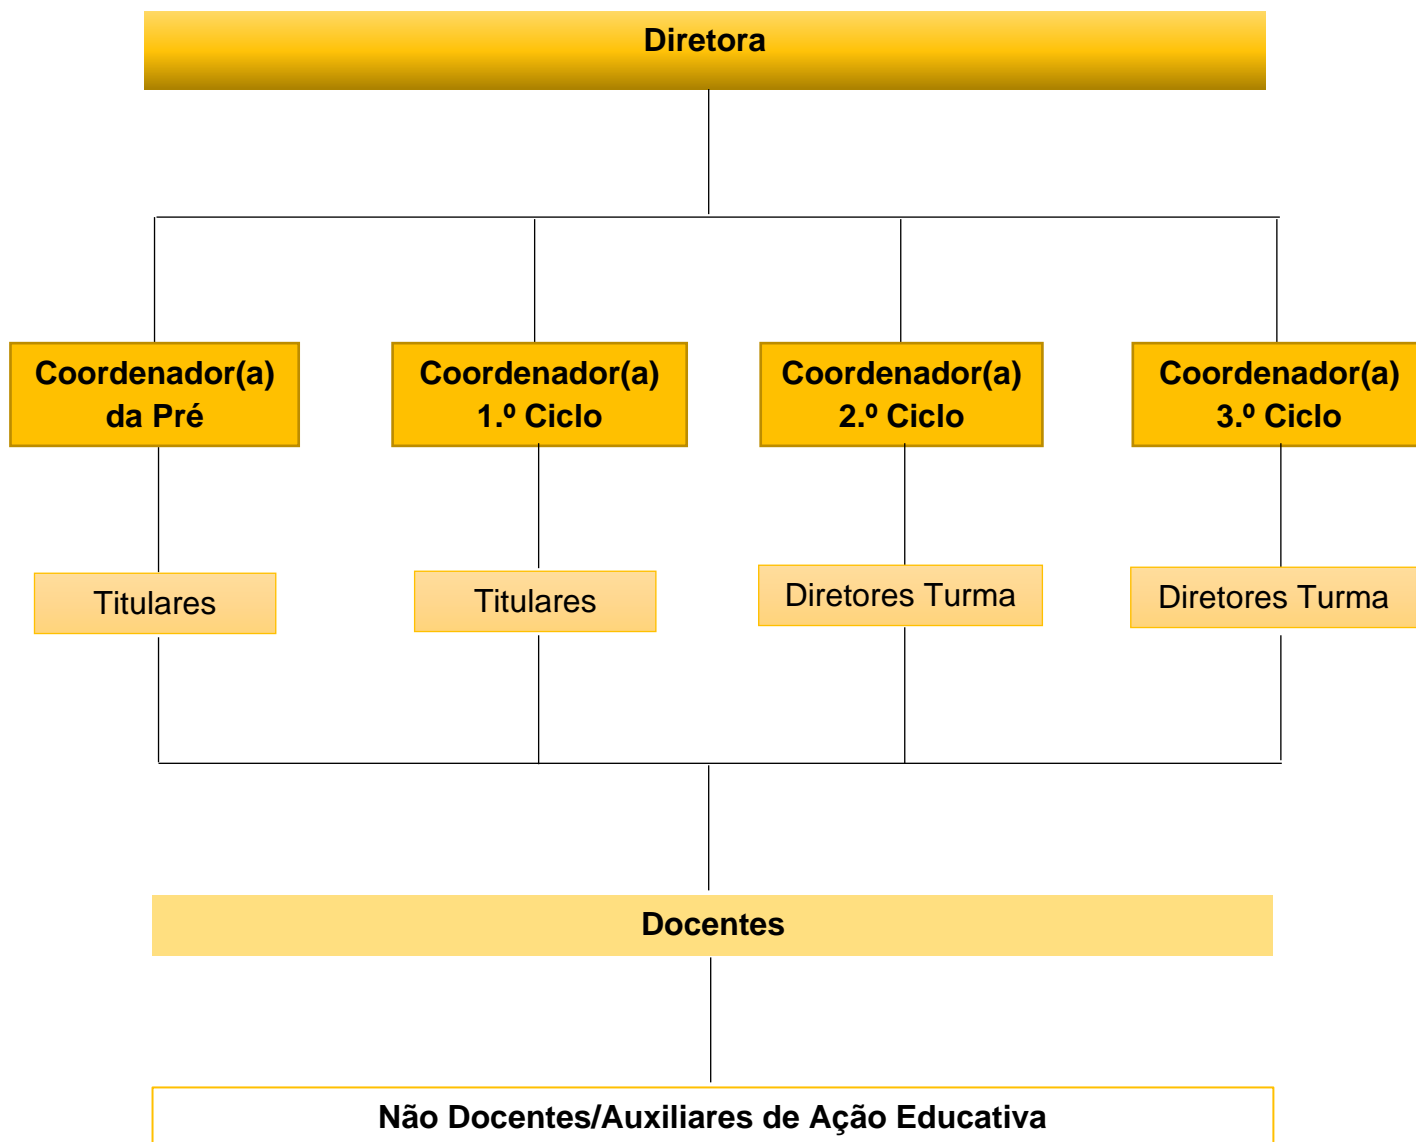 Diretora
Coordenador(a)
da Pré
Coordenador(a)
1.º Ciclo
Coordenador(a)
2.º Ciclo
Coordenador(a)
3.º Ciclo
Titulares
Titulares
Diretores Turma
Diretores Turma
Docentes
Não Docentes/Auxiliares de Ação Educativa